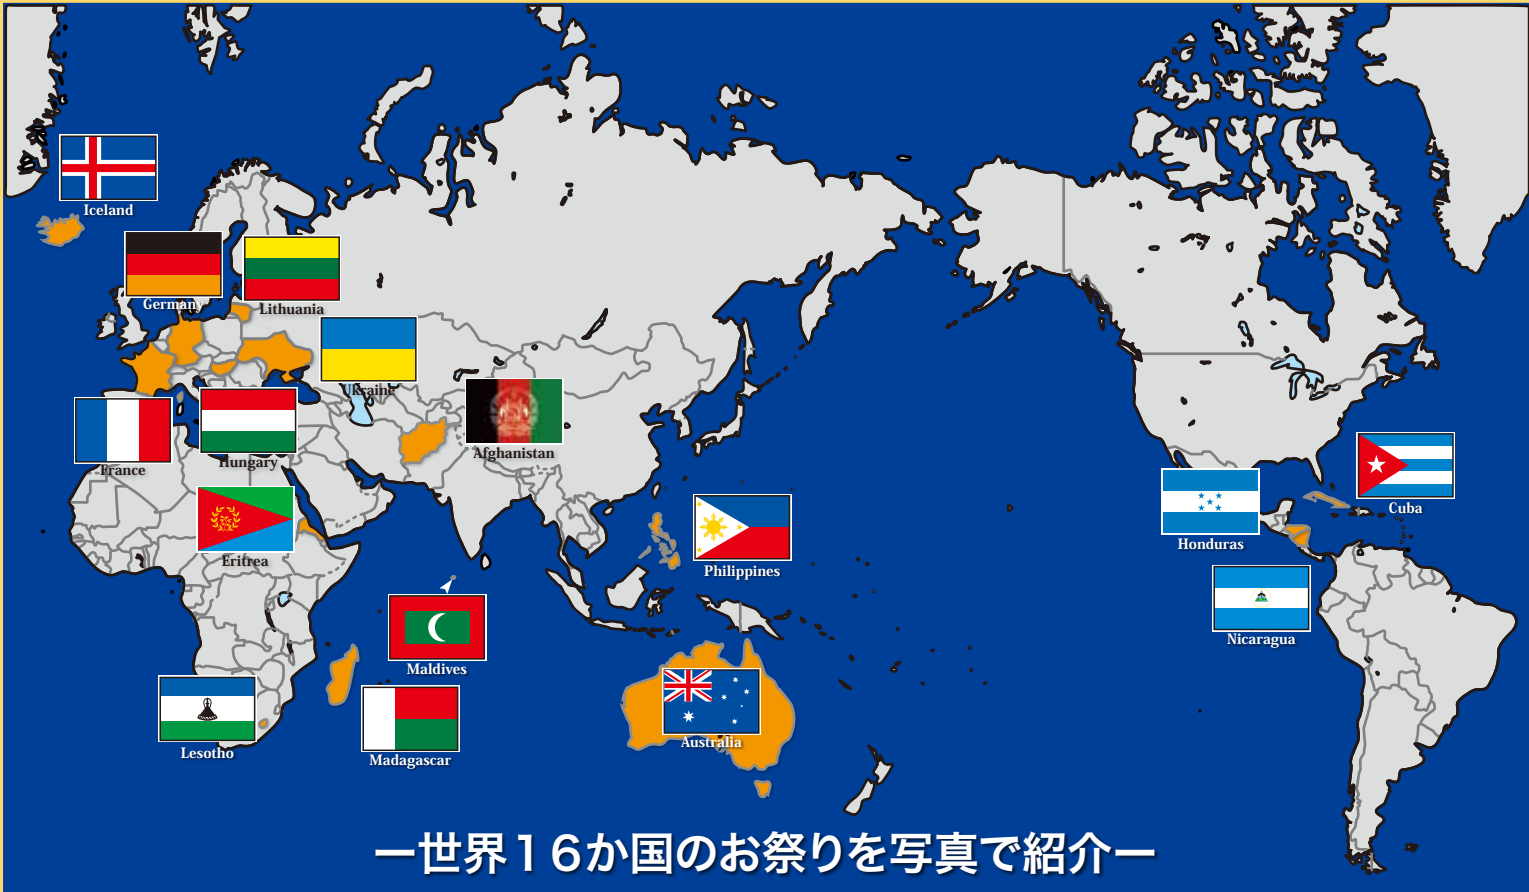 Iceland
Germany
Lithuania
Ukraine
France
Hungary
Afghanistan
Eritrea
Philippines
Cuba
Honduras
Nicaragua
Maldives
Lesotho
Madagascar
Australia
ー世界１６か国のお祭りを写真で紹介ー